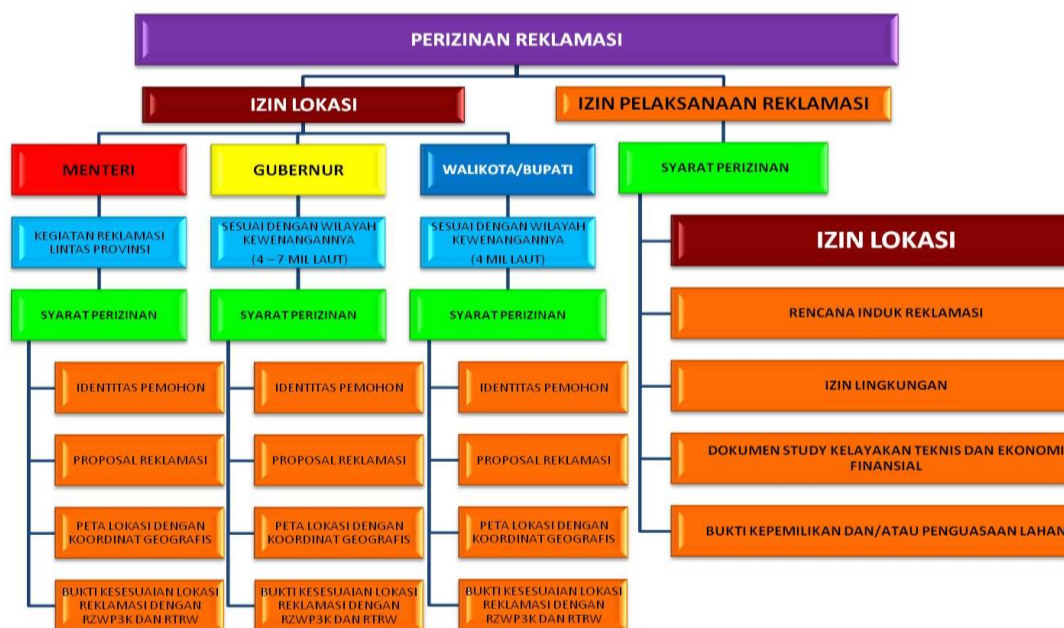 PERIZINAN REKLAMASI
IZIN LOKASI
IZIN PELAKSANAAN REKLAMASI
MENTERI
GUBERNUR
WALIKOTA/BUPATI
SYARAT PERIZINAN
KEGIATAN REKLAMASI
LINTAS PROVINSI
SESUAI DENGAN WILAYAH
KEWENANGANNYA
(4 – 7 MIL LAUT)
SESUAI DENGAN WILAYAH
KEWENANGANNYA
(4 MIL LAUT)
SYARAT PERIZINAN
SYARAT PERIZINAN
SYARAT PERIZINAN
IDENTITAS PEMOHON
PROPOSAL REKLAMASI
PETA LOKASI DENGAN
KOORDINAT GEOGRAFIS
BUKTI KESESUAIAN LOKASI
REKLAMASI DENGAN
RZWP3K DAN RTRW
IDENTITAS PEMOHON
PROPOSAL REKLAMASI
PETA LOKASI DENGAN
KOORDINAT GEOGRAFIS
BUKTI KESESUAIAN LOKASI
REKLAMASI DENGAN
RZWP3K DAN RTRW
IDENTITAS PEMOHON
PROPOSAL REKLAMASI
PETA LOKASI DENGAN
KOORDINAT GEOGRAFIS
BUKTI KESESUAIAN LOKASI
REKLAMASI DENGAN
RZWP3K DAN RTRW
IZIN LOKASI
RENCANA INDUK REKLAMASI
IZIN LINGKUNGAN
DOKUMEN STUDY KELAYAKAN TEKNIS DAN EKONOMI
FINANSIAL
BUKTI KEPEMILIKAN DAN/ATAU PENGUASAAN LAHAN